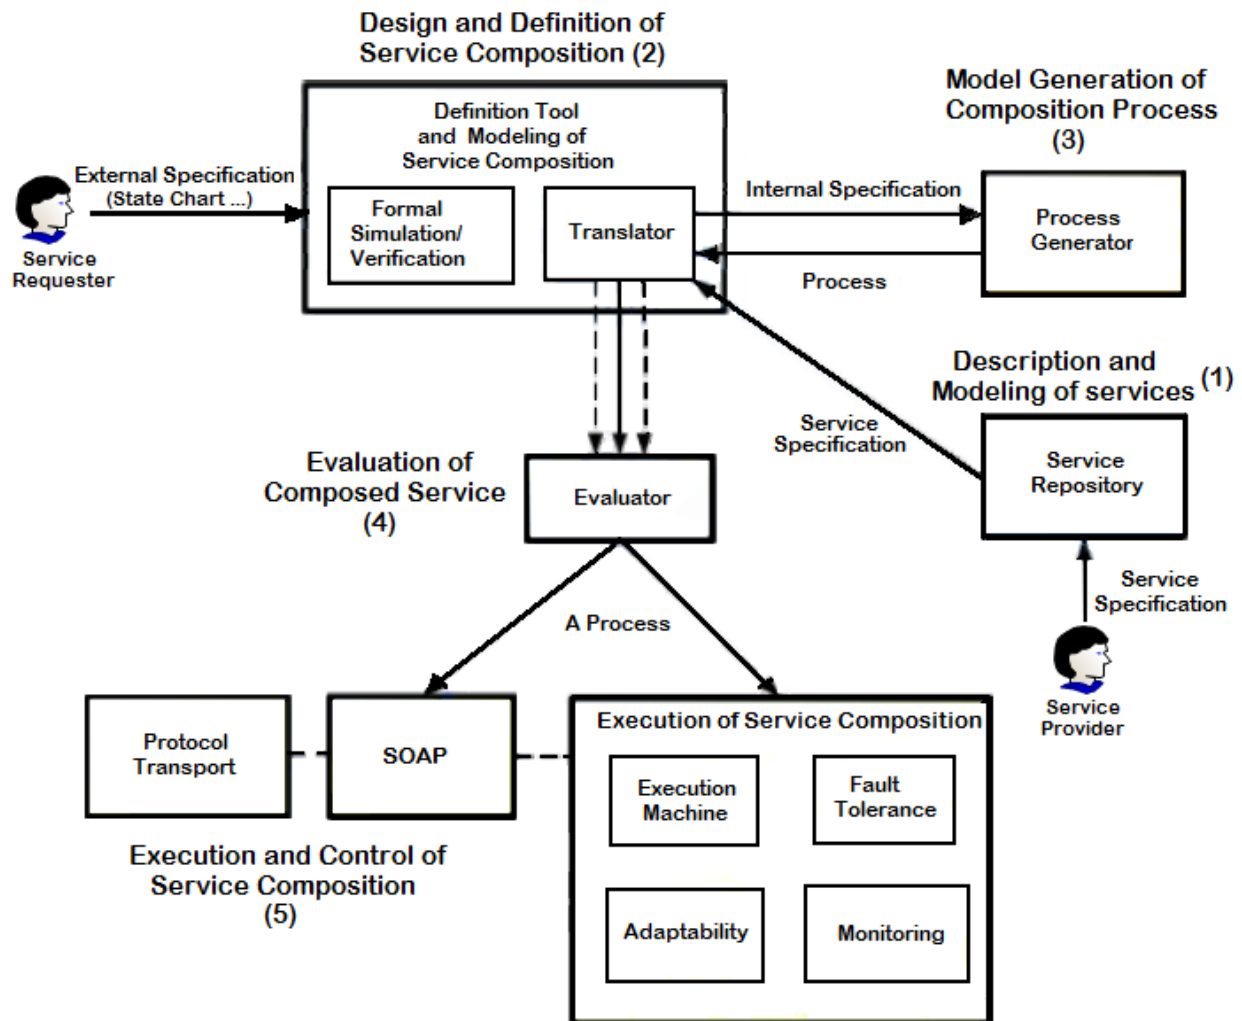 Design and Definition of
Service Composition (2)
Definition Tool
and Modeling of
Service Composition
Model Generation of
Composition Process
(3)
External Specification
(State Chart ...)
Service
Requester
Formal
Simulation/
Verification
Translator
Internal Specification
Process
Process
Generator
Description and
Modeling of services (1)
Service
Specification
Service
Repository
Evaluation of
Composed Service
(4)
Evaluator
Service
Specification
Service
Provider
A Process
Protocol
Transport
SOAP
Execution of Service Composition
Execution
Machine
Fault
Tolerance
Adaptability
Monitoring
Execution and Control of
Service Composition
(5)